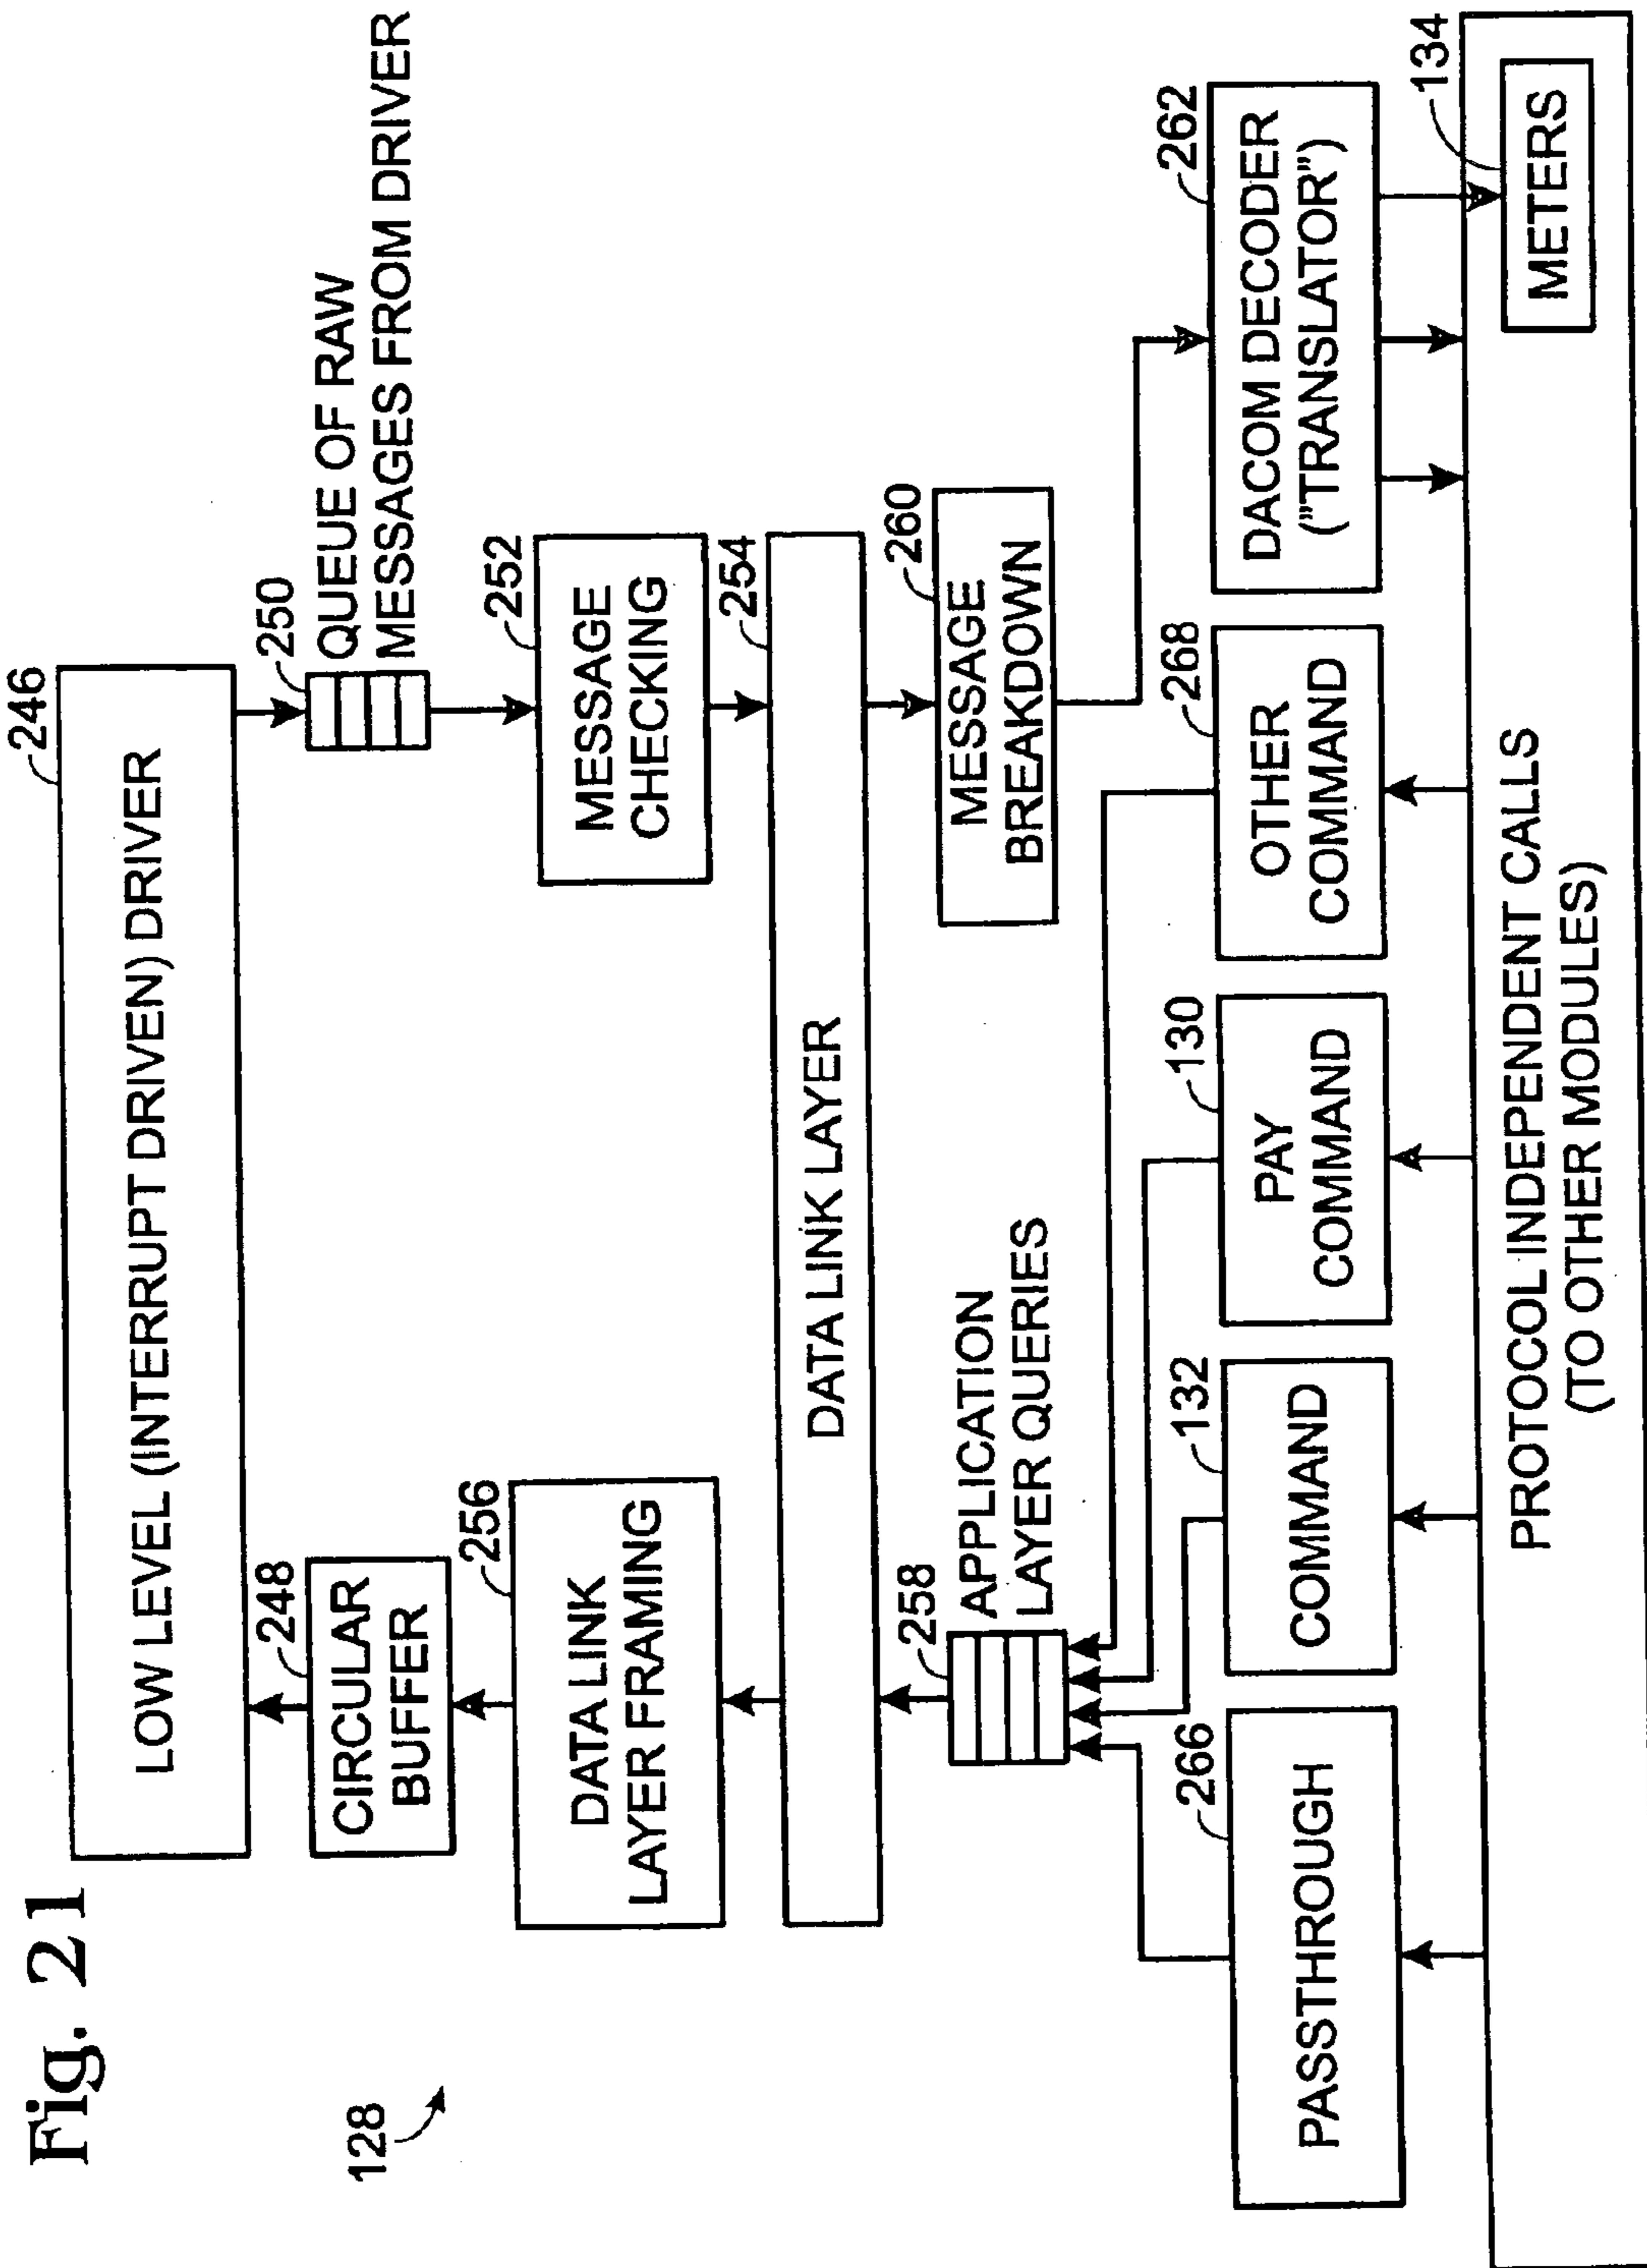 Fig. 21
128
246
LOW LEVEL (INTERRUPT DRIVEN) DRIVER
248
CIRCULAR
BUFFER
250
QUEUE OF RAW
MESSAGES FROM DRIVER
256
DATA LINK
LAYER FRAMING
252
MESSAGE
CHECKING
254
DATA LINK LAYER
258
APPLICATION
LAYER QUERIES
260
MESSAGE
BREAKDOWN
266
PASSTHROUGH
132
COMMAND
130
PAY
COMMAND
268
OTHER
COMMAND
262
DACOM DECODER
("TRANSLATOR")
134
METERS
PROTOCOL INDEPENDENT CALLS
(TO OTHER MODULES)